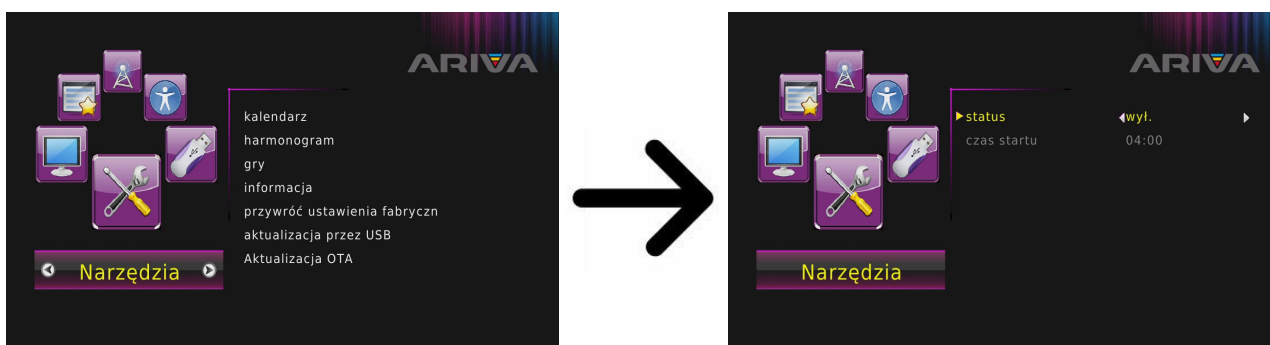 ARIVA
kalendarz
harmonogram
gry
informacja
przywróć ustawienia fabryczn
aktualizacja przez USB
Aktualizacja OTA
Narzędzia
ARIVA
status wył.
czas startu 04:00
Narzędzia